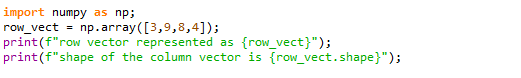 import numpy as np;
row_vect = np.array([3,9,8,4]);
print(f"row vector represented as {row_vect}");
print(f"shape of the column vector is {row_vect.shape}");